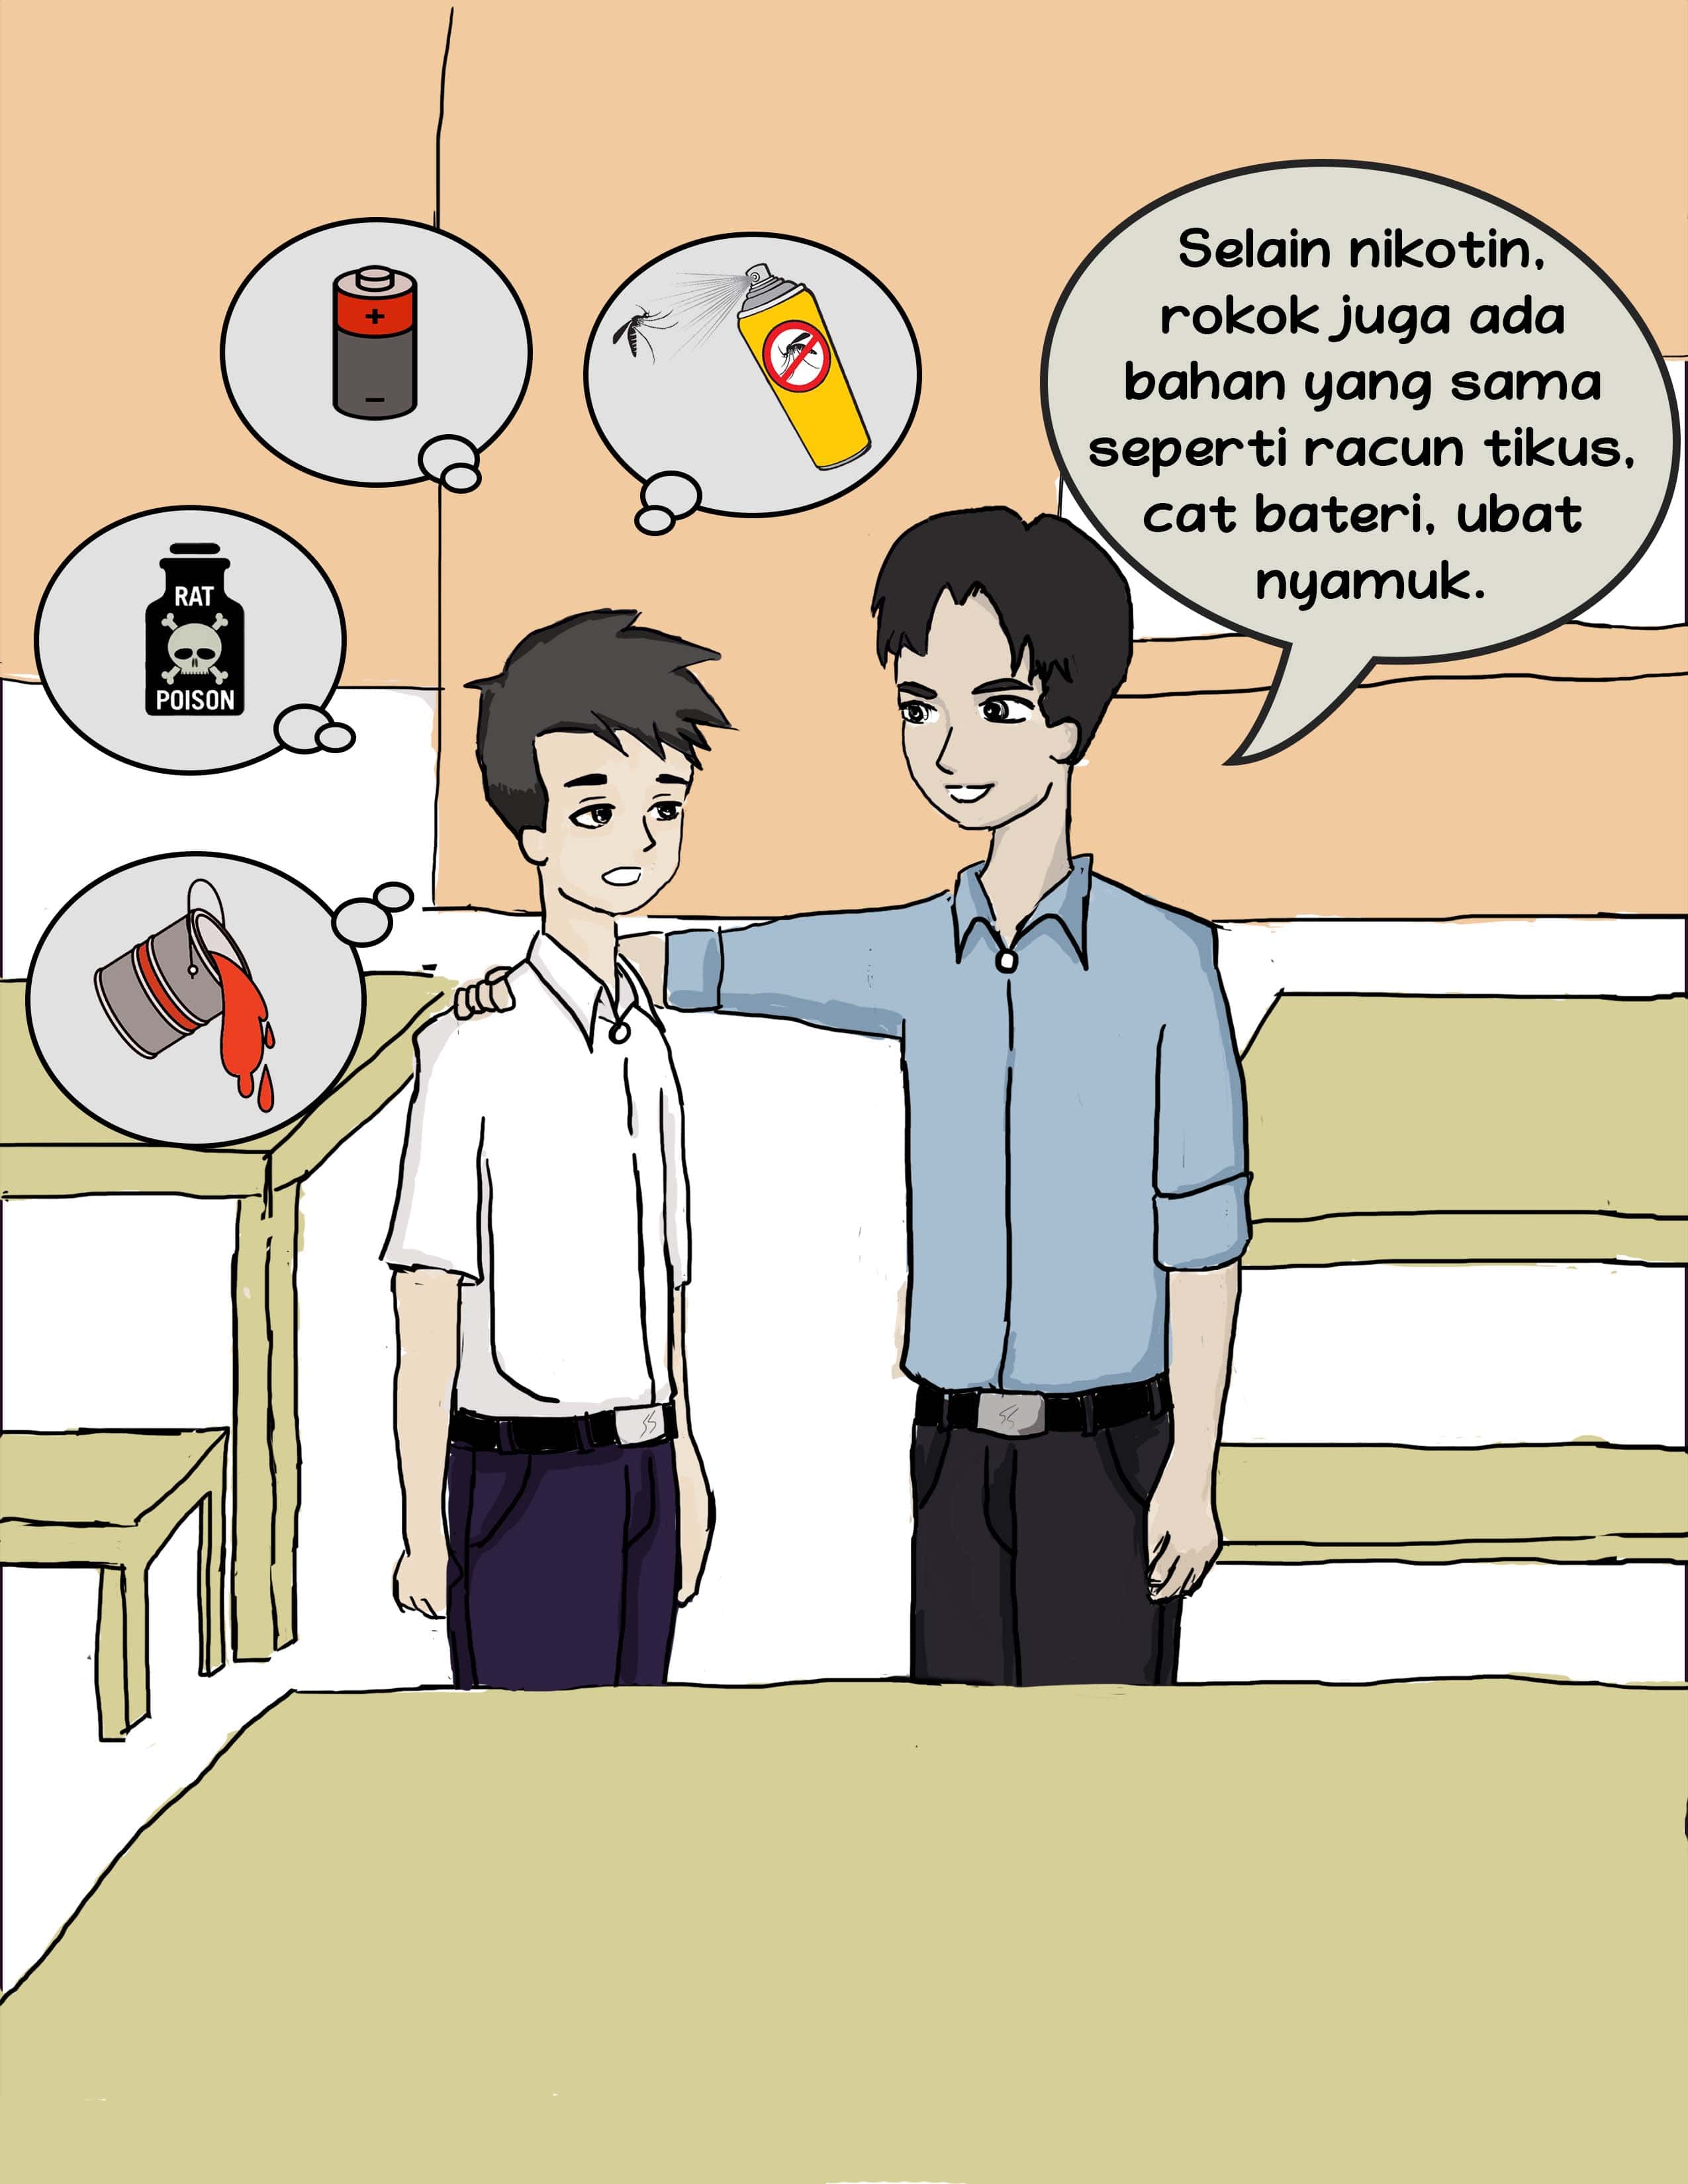 Selain nikotin,
rokok juga ada
bahan yang sama
seperti racun tikus,
cat bateri, ubat
nyamuk.
+
-
RAT
POISON